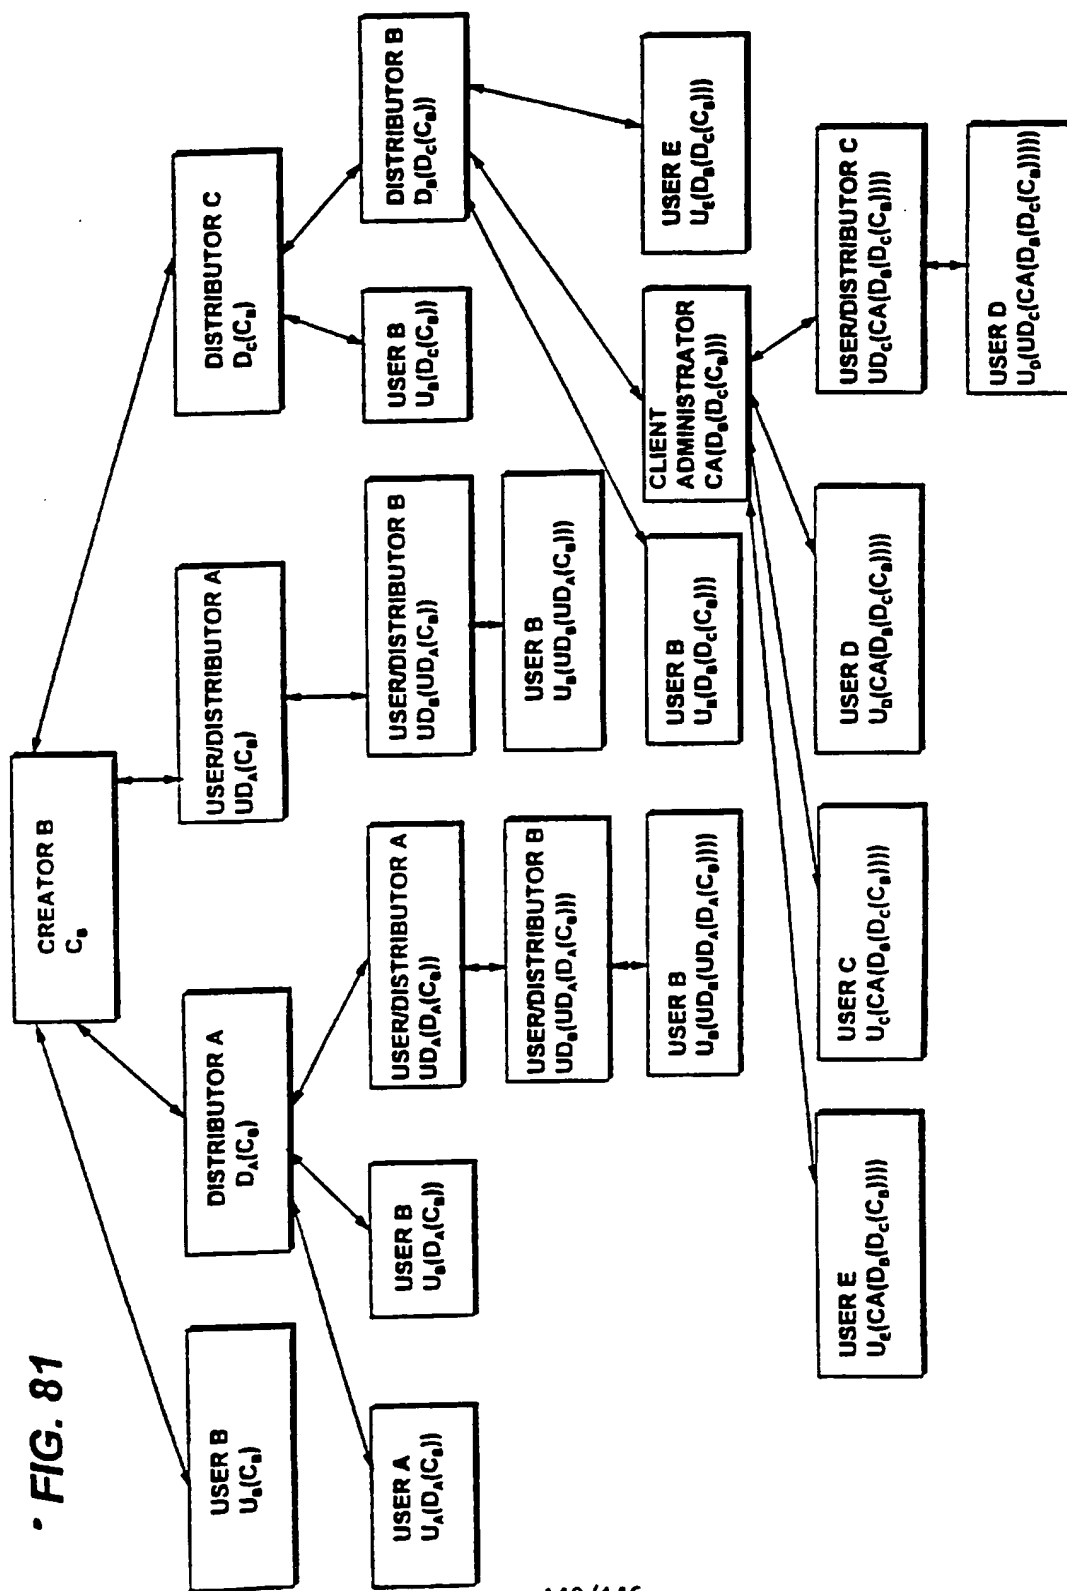 FIG. 81
CREATOR B
C_B
USER B
U_B(C_B)
DISTRIBUTOR A
D_A(C_B)
USER/DISTRIBUTOR A
UD_A(C_B)
DISTRIBUTOR C
D_C(C_B)
USER A
U_A(D_A(C_B))
USER B
U_B(D_A(C_B))
USER/DISTRIBUTOR A
UD_A(D_A(C_B))
USER/DISTRIBUTOR B
UD_B(UD_A(C_B))
USER B
U_B(D_C(C_B))
DISTRIBUTOR B
D_B(D_C(C_B))
USER/DISTRIBUTOR B
UD_B(UD_A(D_A(C_B)))
USER B
U_B(UD_B(UD_A(C_B)))
USER B
U_B(UD_B(UD_A(D_A(C_B))))
USER B
U_B(D_B(D_C(C_B)))
CLIENT
ADMINISTRATOR
CA(D_B(D_C(C_B)))
USER E
U_E(D_B(D_C(C_B)))
USER E
U_E(CA(D_B(D_C(C_B))))
USER C
U_C(CA(D_B(D_C(C_B))))
USER D
U_D(CA(D_B(D_C(C_B))))
USER/DISTRIBUTOR C
UD_C(CA(D_B(D_C(C_B))))
USER D
U_D(UD_C(CA(D_B(D_C(C_B)))))